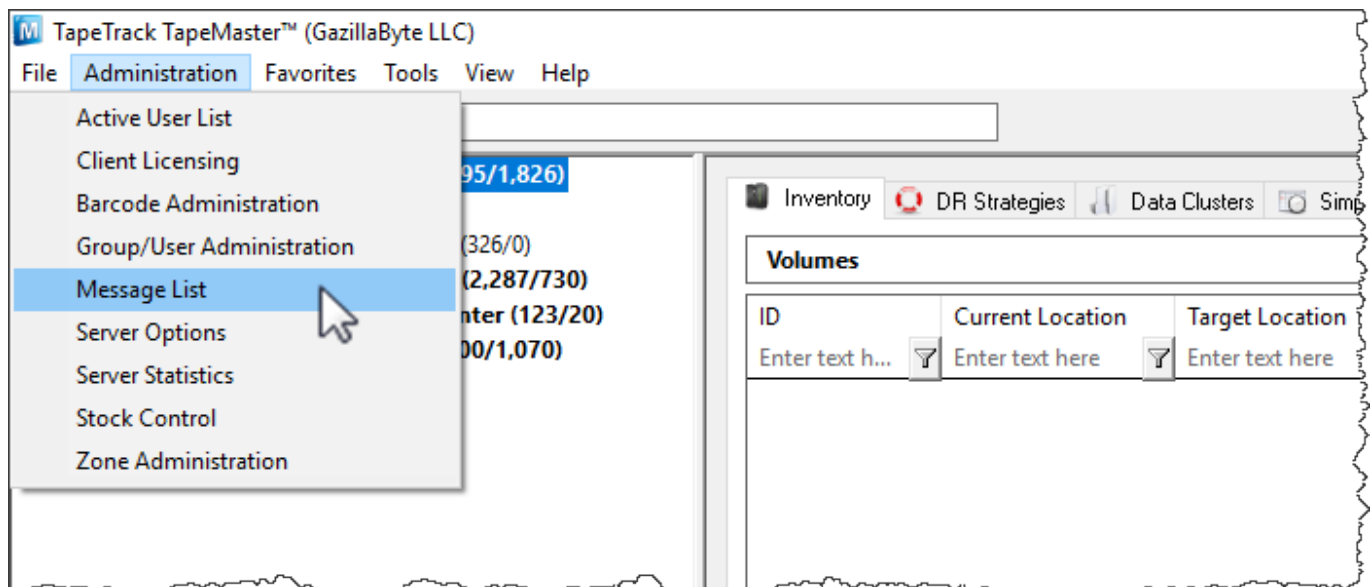 TapeTrack TapeMaster™ (GazillaByte LLC)
File Administration Favorites Tools View Help
Active User List
Client Licensing
Barcode Administration
Group/User Administration
Message List
Server Options
Server Statistics
Stock Control
Zone Administration
95/1,826)
(326/0)
(2,287/730)
nter (123/20)
00/1,070)
Inventory DR Strategies Data Clusters Simp
Volumes
ID Current Location Target Location
Enter text h... Enter text here Enter text here